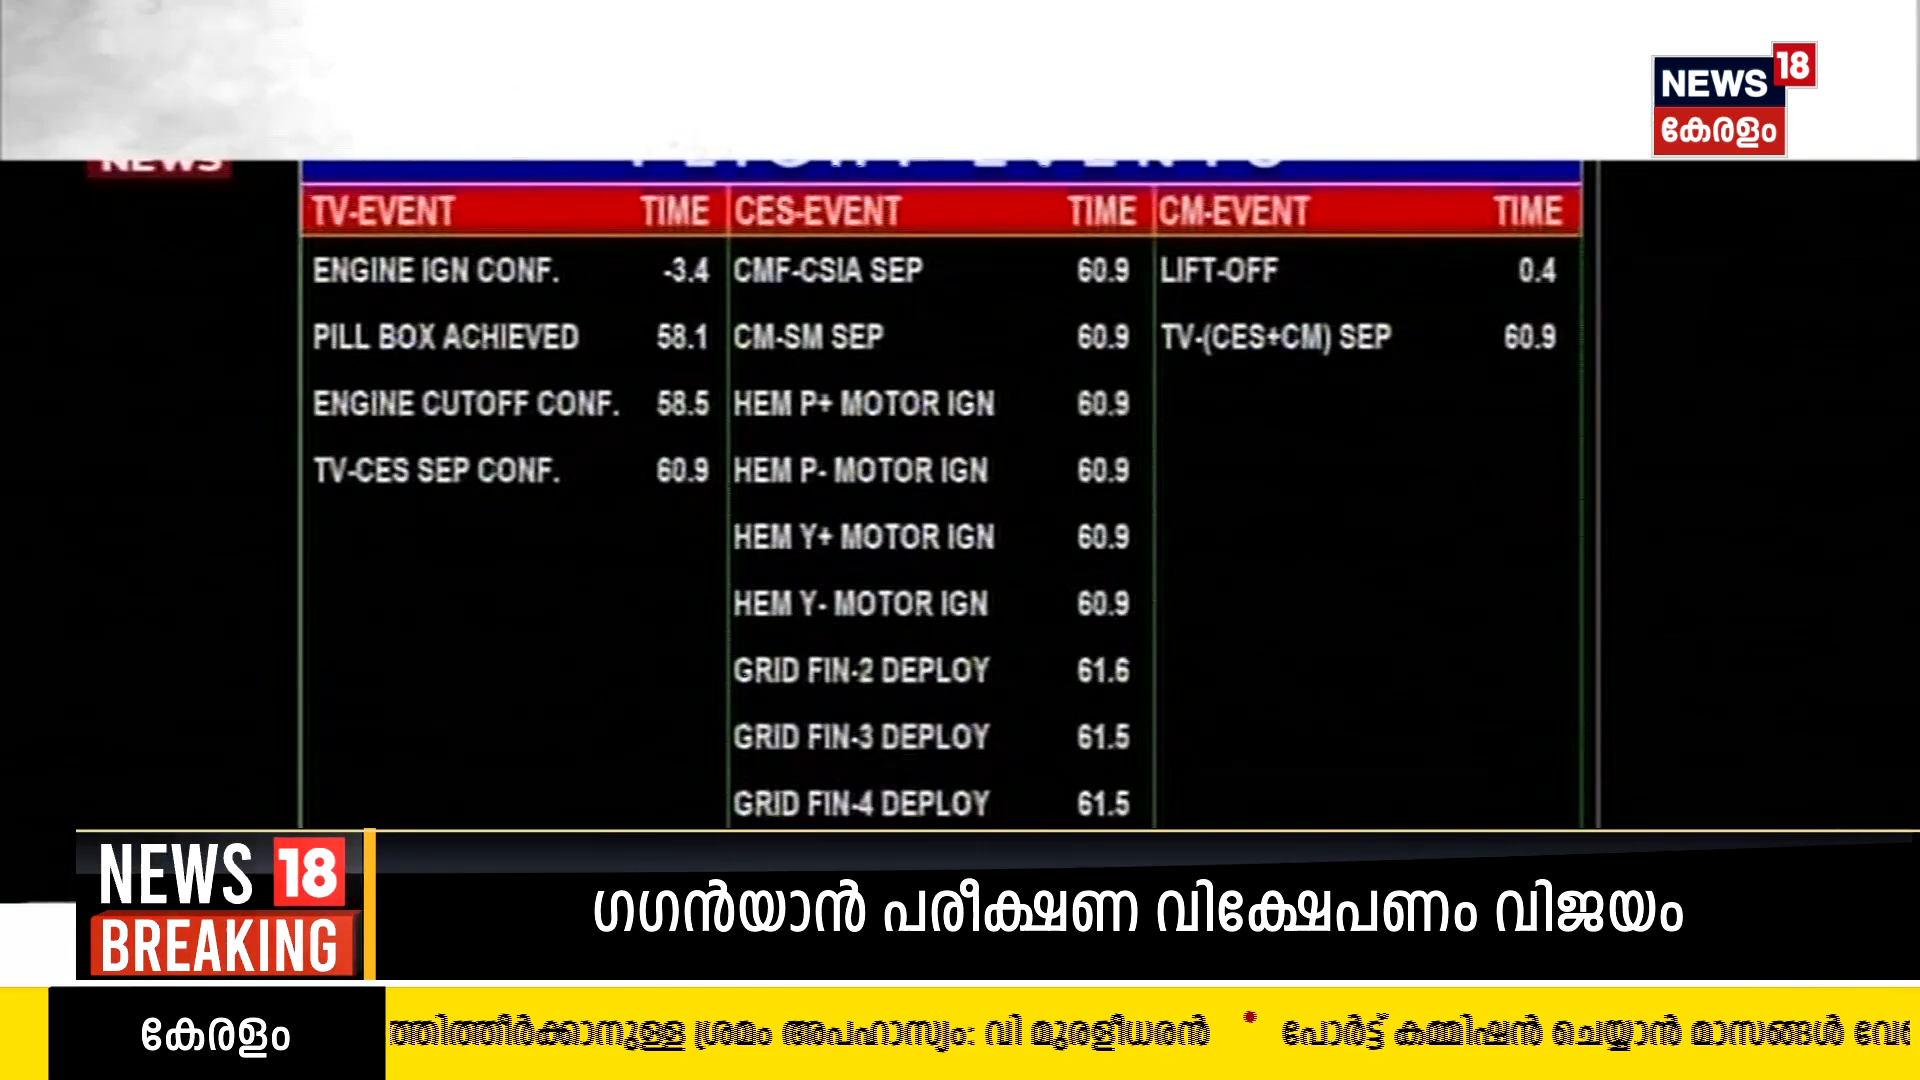 NEWS 18
കേരളം
NEWS
FLIGHT EVENTS
TV-EVENT TIME CES-EVENT TIME CM-EVENT TIME
ENGINE IGN CONF. -3.4 CMF-CSIA SEP 60.9 LIFT-OFF 0.4
PILL BOX ACHIEVED 58.1 CM-SM SEP 60.9 TV-(CES+CM) SEP 60.9
ENGINE CUTOFF CONF. 58.5 HEM P+ MOTOR IGN 60.9
TV-CES SEP CONF. 60.9 HEM P- MOTOR IGN 60.9
HEM Y+ MOTOR IGN 60.9
HEM Y- MOTOR IGN 60.9
GRID FIN-2 DEPLOY 61.6
GRID FIN-3 DEPLOY 61.5
GRID FIN-4 DEPLOY 61.5
NEWS 18
BREAKING
ഗഗൻയാൻ പരീക്ഷണ വിക്ഷേപണം വിജയം
കേരളം
ത്തിത്തീർക്കാനുള്ള ശ്രമം അപഹാസ്യം: വി മുരളീധരൻ * പോർട്ട് കമ്മിഷൻ ചെയ്യാൻ മാസങ്ങൾ